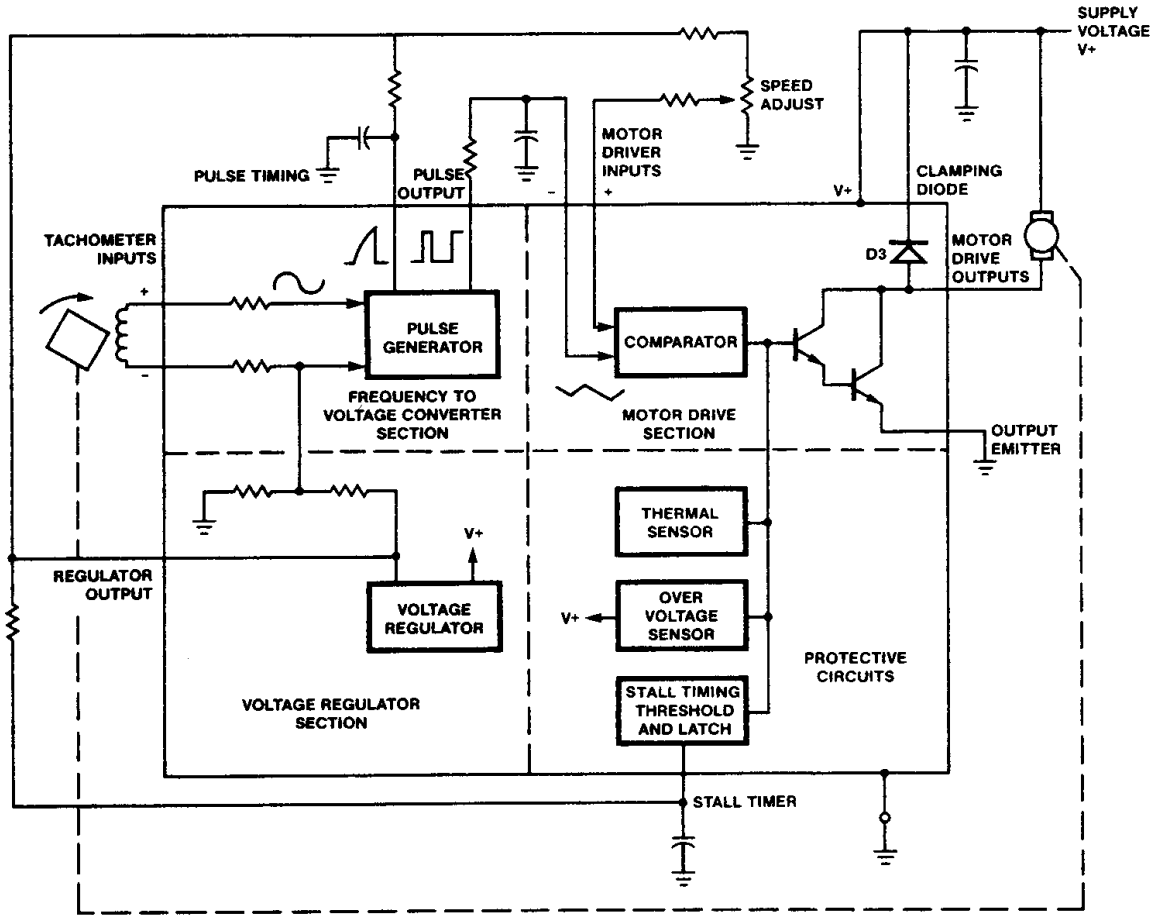 SUPPLY
VOLTAGE
V+
SPEED
ADJUST
MOTOR
DRIVER
INPUTS
PULSE TIMING
PULSE
OUTPUT
−
+
V+
CLAMPING
DIODE
TACHOMETER
INPUTS
D3
MOTOR
DRIVE
OUTPUTS
+
−
PULSE
GENERATOR
COMPARATOR
FREQUENCY TO
VOLTAGE CONVERTER
SECTION
MOTOR DRIVE
SECTION
OUTPUT
EMITTER
THERMAL
SENSOR
V+
REGULATOR
OUTPUT
VOLTAGE
REGULATOR
V+
OVER
VOLTAGE
SENSOR
PROTECTIVE
CIRCUITS
VOLTAGE REGULATOR
SECTION
STALL TIMING
THRESHOLD
AND LATCH
STALL TIMER